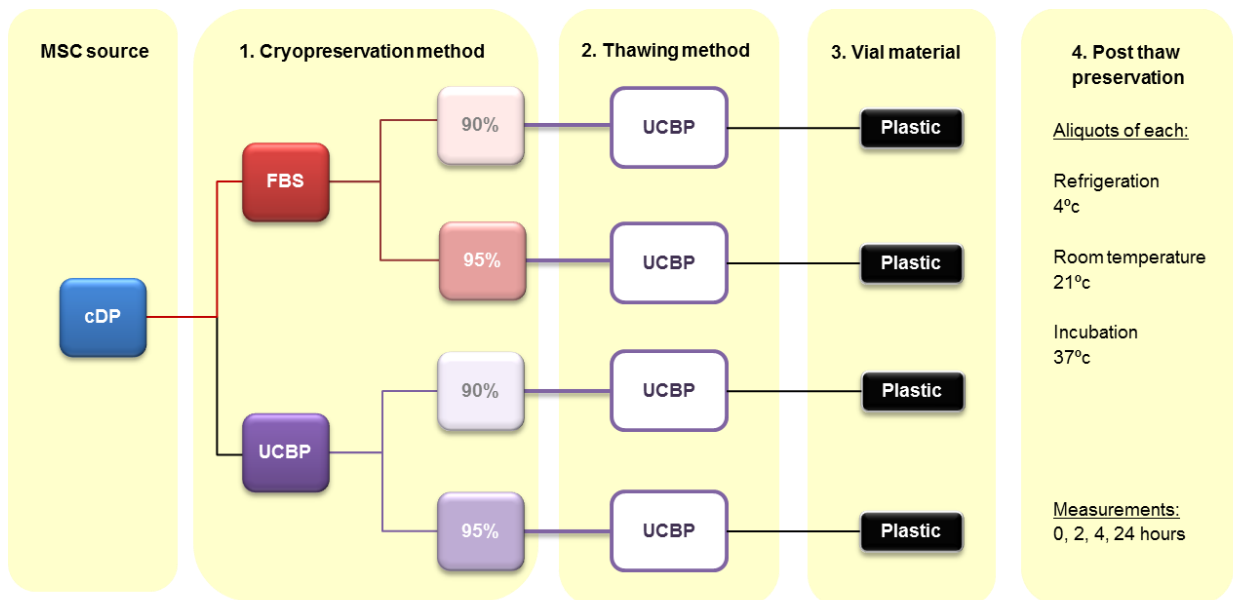 MSC source
1. Cryopreservation method
2. Thawing method
3. Vial material
4. Post thaw
preservation
cDP
FBS
UCBP
90%
95%
90%
95%
UCBP
UCBP
UCBP
UCBP
Plastic
Plastic
Plastic
Plastic
Aliquots of each:
Refrigeration
4ºc
Room temperature
21ºc
Incubation
37ºc
Measurements:
0, 2, 4, 24 hours